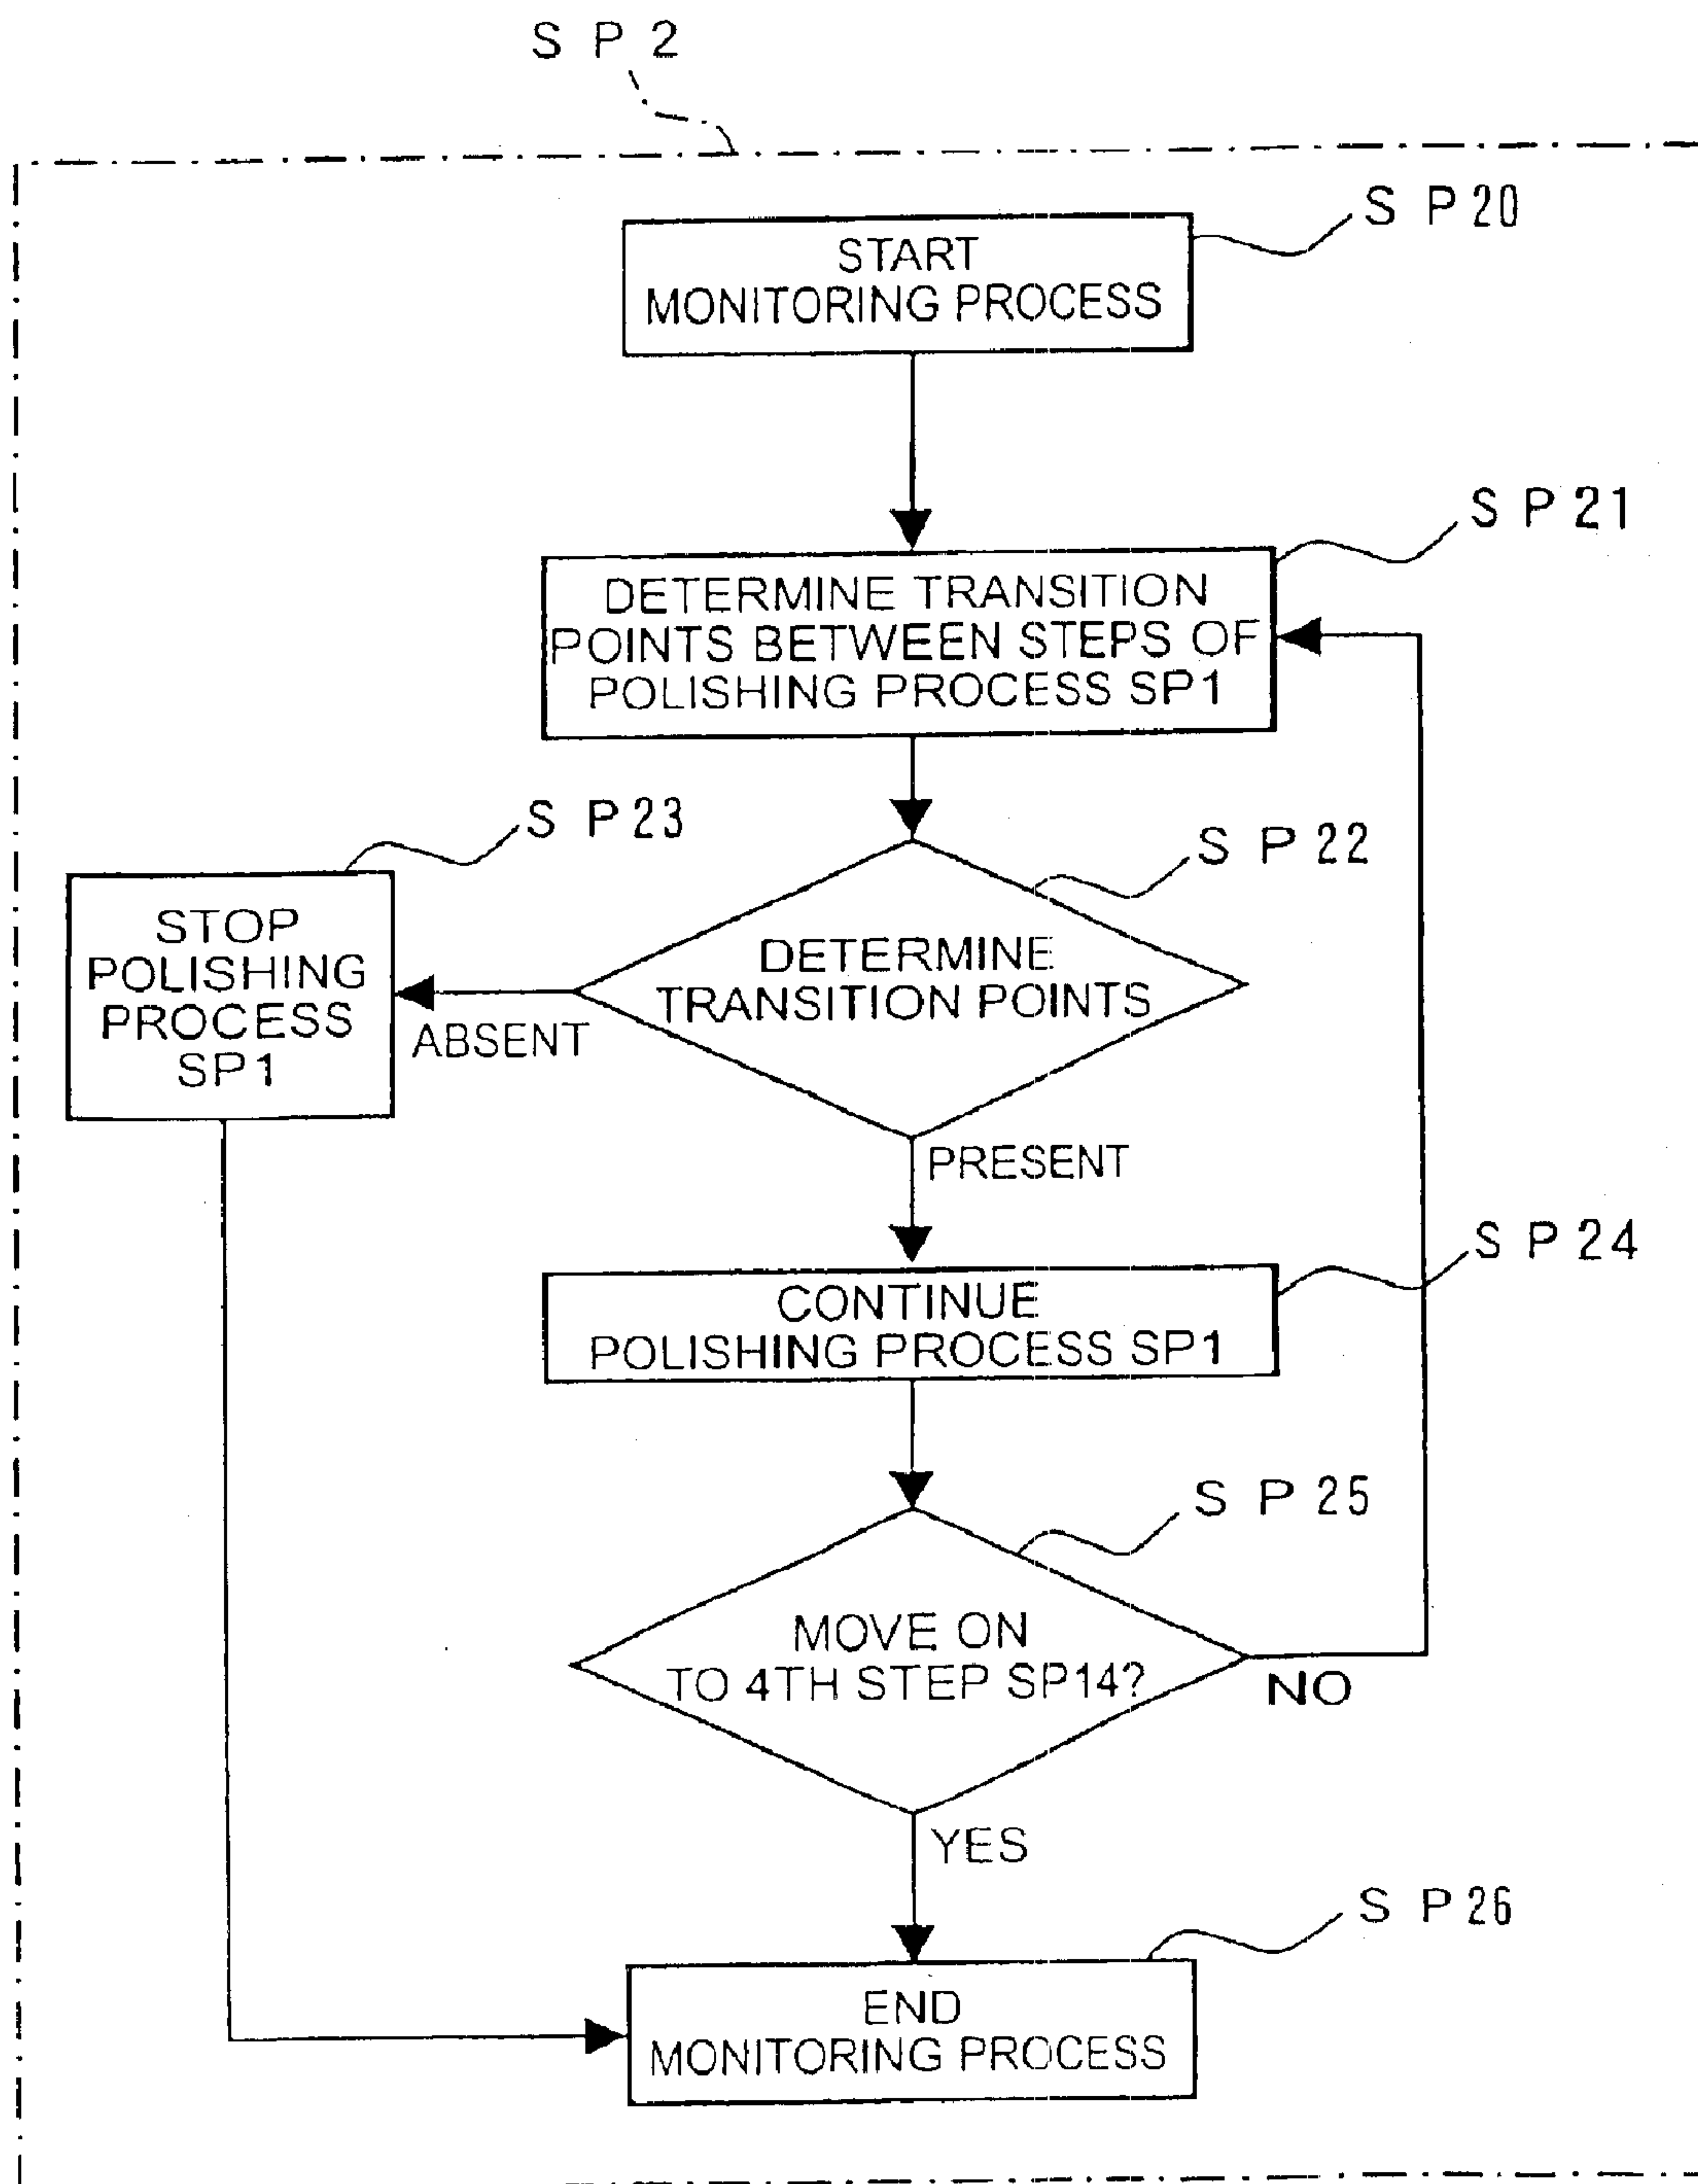 S P 2
S P 20
START
MONITORING PROCESS
S P 21
DETERMINE TRANSITION
POINTS BETWEEN STEPS OF
POLISHING PROCESS SP1
S P 23
S P 22
STOP
POLISHING
PROCESS
SP1
DETERMINE
TRANSITION POINTS
ABSENT
PRESENT
S P 24
CONTINUE
POLISHING PROCESS SP1
S P 25
MOVE ON
TO 4TH STEP SP14?
NO
YES
S P 26
END
MONITORING PROCESS